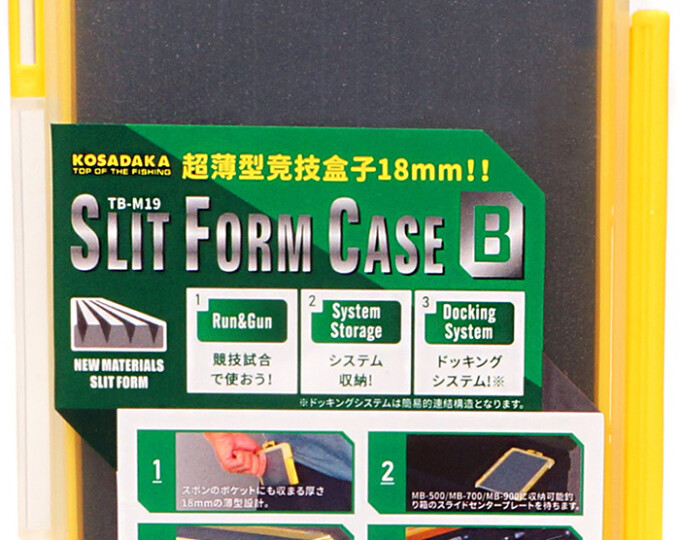 KOSADAKA
TOP OF THE FISHING
超薄型竞技盒子18mm!!
TB-M19
SLIT FORM CASE B
NEW MATERIALS
SLIT FORM
1
Run&Gun
競技試合
で使おう!
2
System
Storage
システム
収納!
3
Docking
System
ドッキング
システム!※
※ドッキングシステムは簡易的連結構造となります。
1
スボンのポケットにも収まる厚さ
18mmの薄型設計。
2
MB-500/MB-700/MB-900に収納可能釣
り箱のスライドセンタープレートを持ちます。